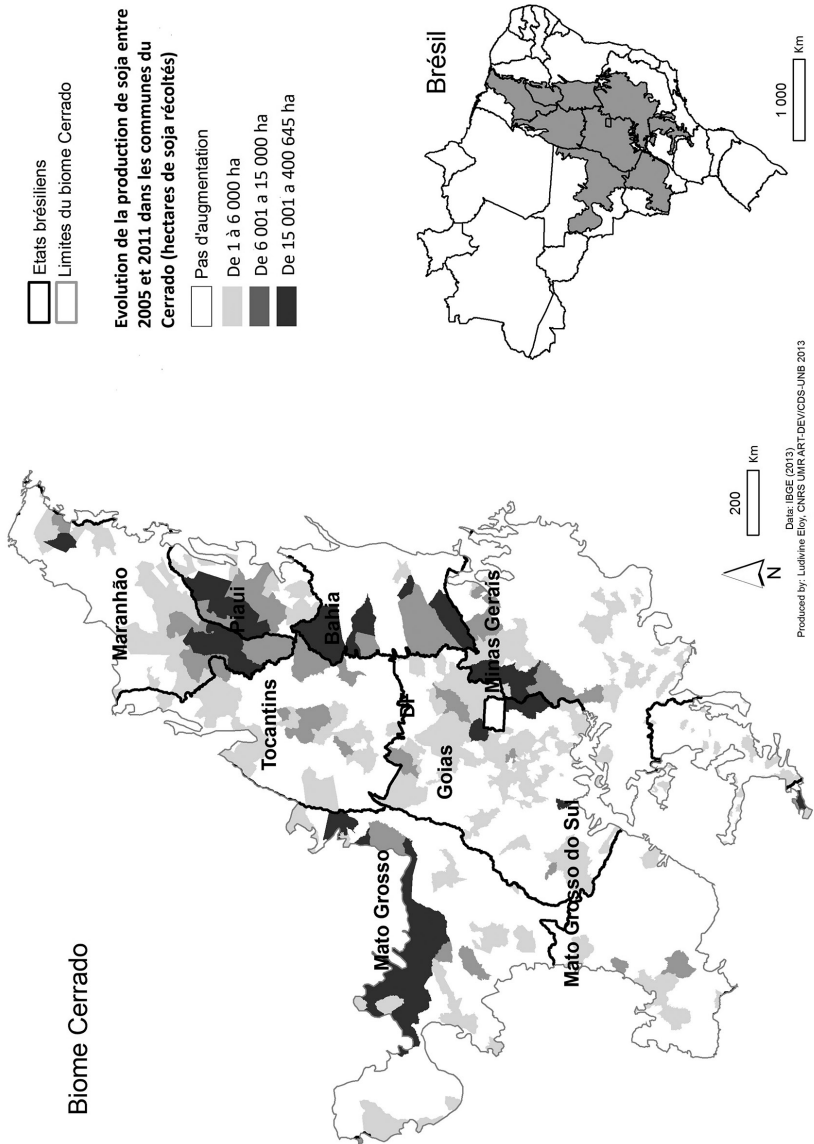 Biome Cerrado
Etats brésiliens
Limites du biome Cerrado
Evolution de la production de soja entre
2005 et 2011 dans les communes du
Cerrado (hectares de soja récoltés)
Pas d'augmentation
De 1 à 6 000 ha
De 6 001 a 15 000 ha
De 15 001 a 400 645 ha
Maranhão
Piaui
Tocantins
Bahia
Mato Grosso
DF
Goias
Minas Gerais
Mato Grosso do Sul
Brésil
1 000
Km
200
Km
N
Data: IBGE (2013)
Produced by: Ludivine Eloy, CNRS UMR ART-DEV/CDS-UNB 2013